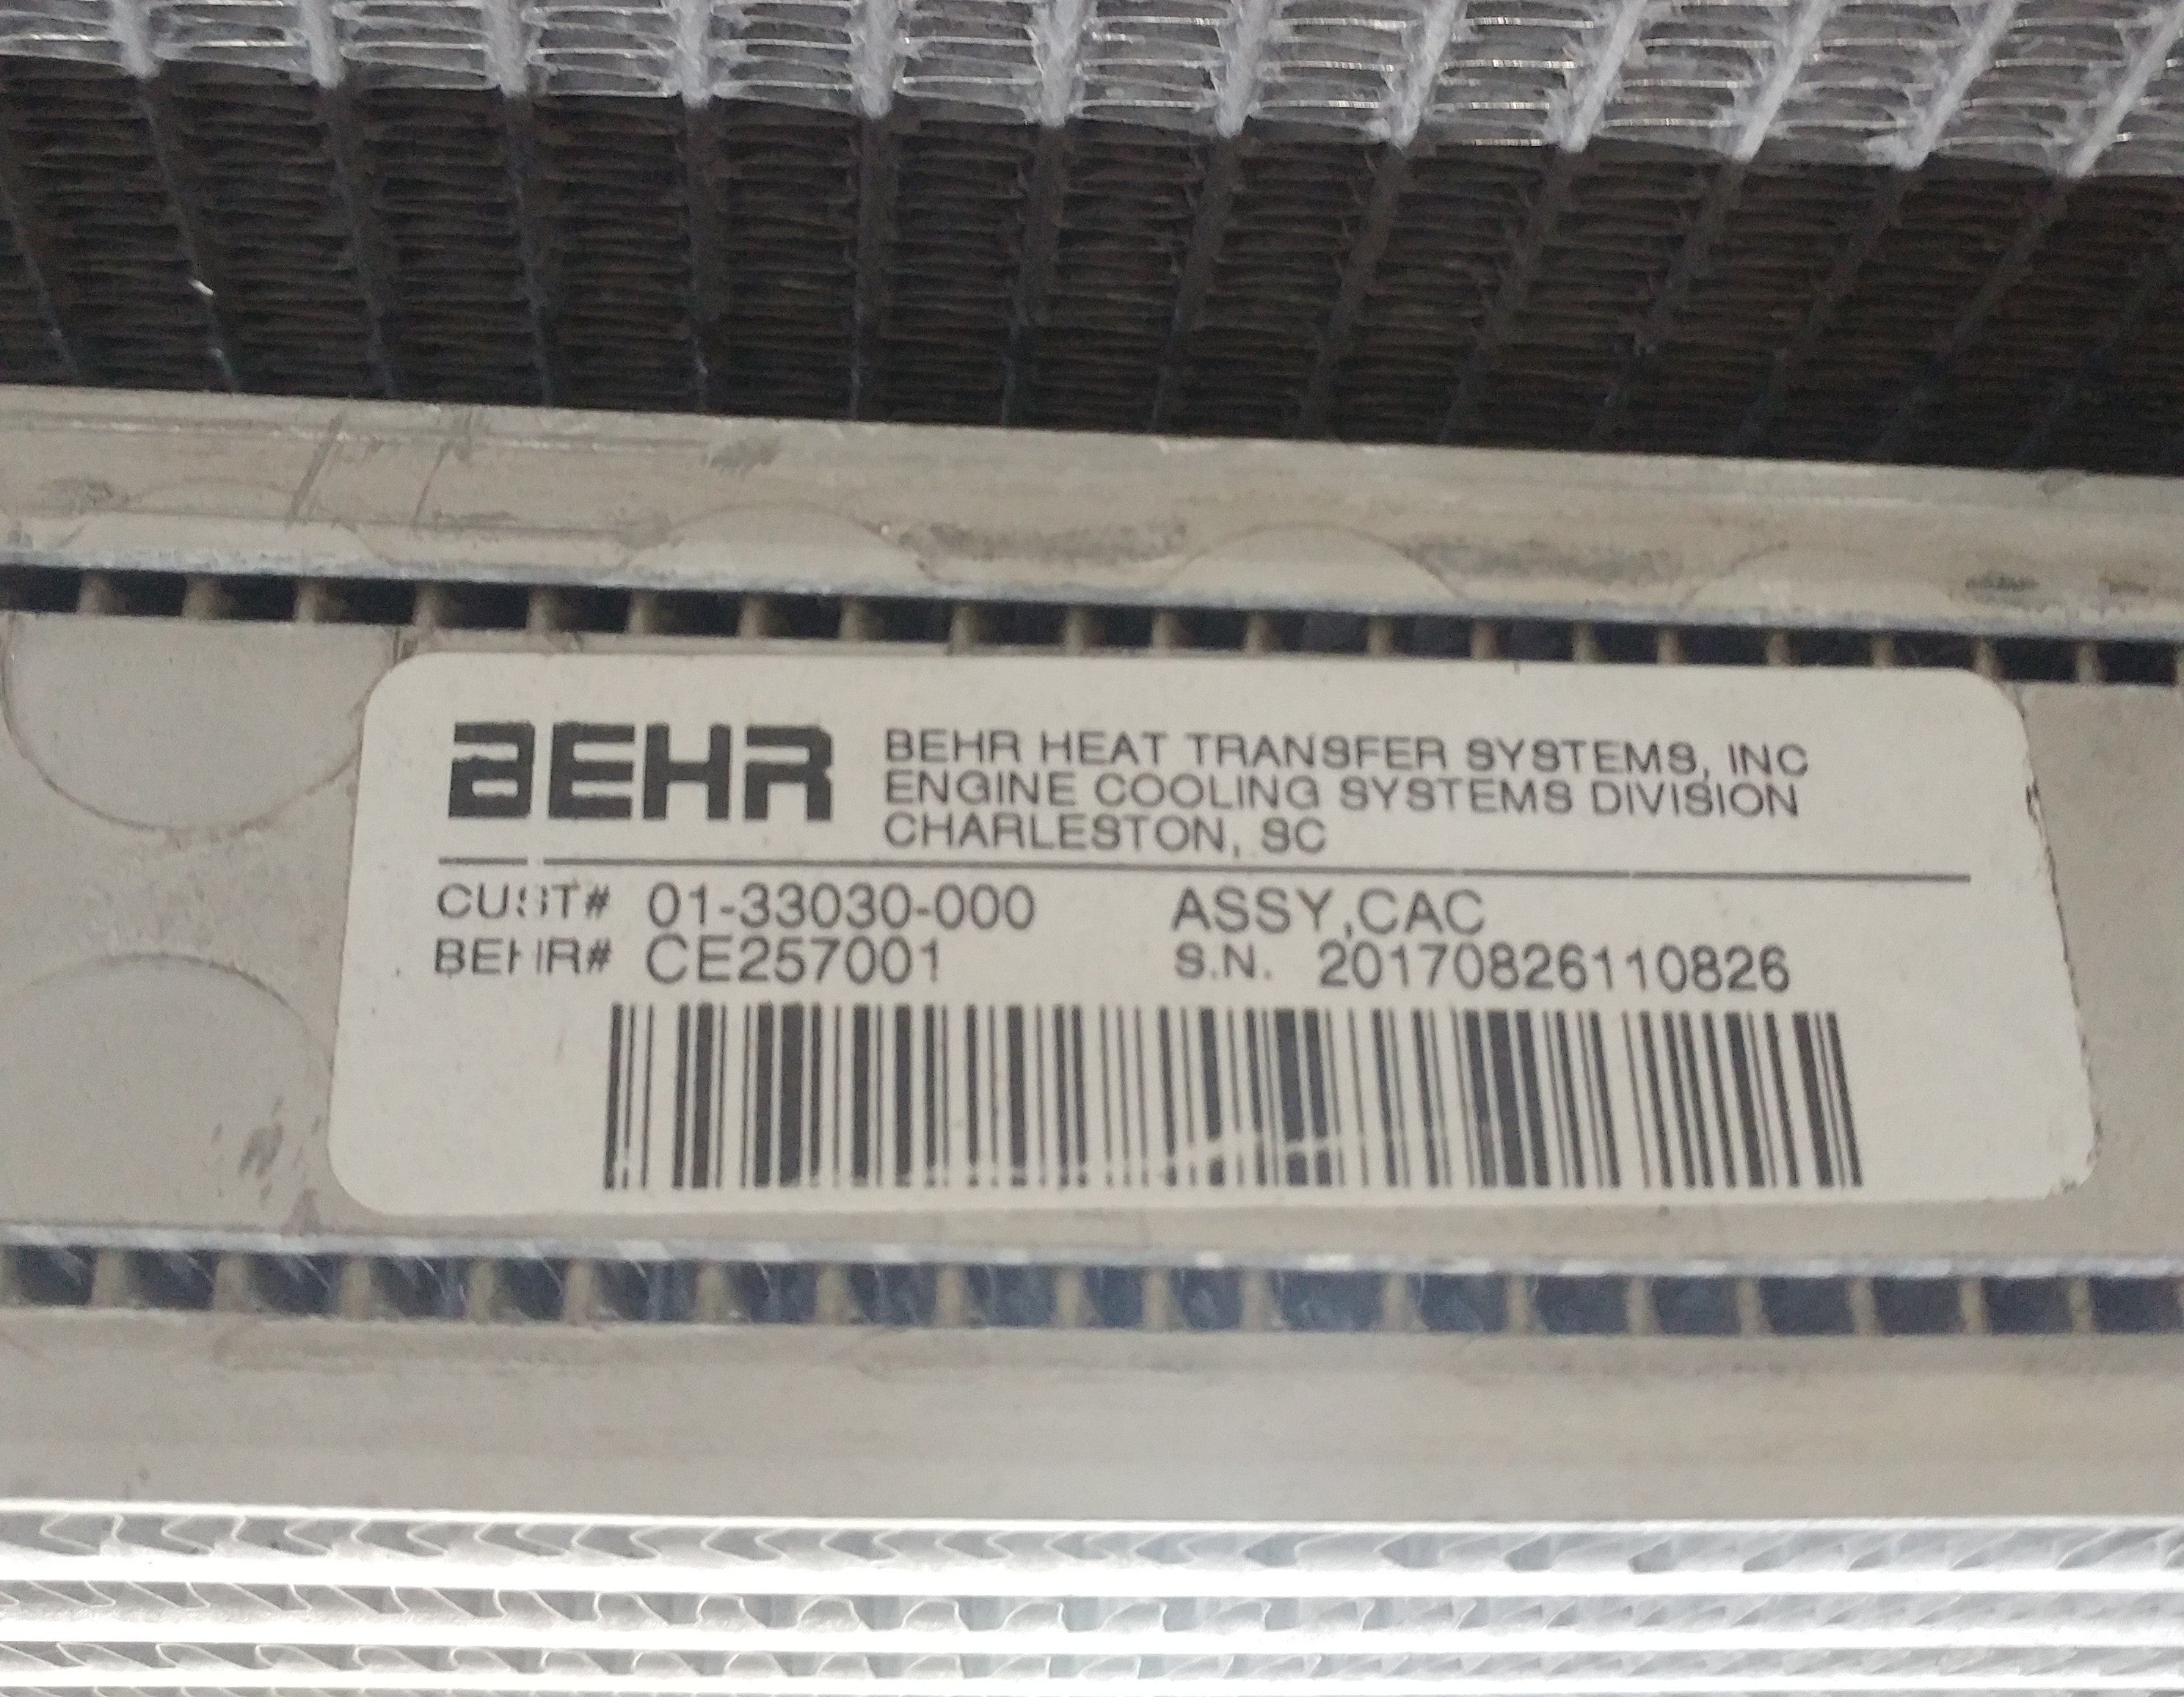 BEHR
BEHR HEAT TRANSFER SYSTEMS, INC
ENGINE COOLING SYSTEMS DIVISION
CHARLESTON, SC
CUST# 01-33030-000 ASSY,CAC
BEHR# CE257001 S.N. 20170826110826